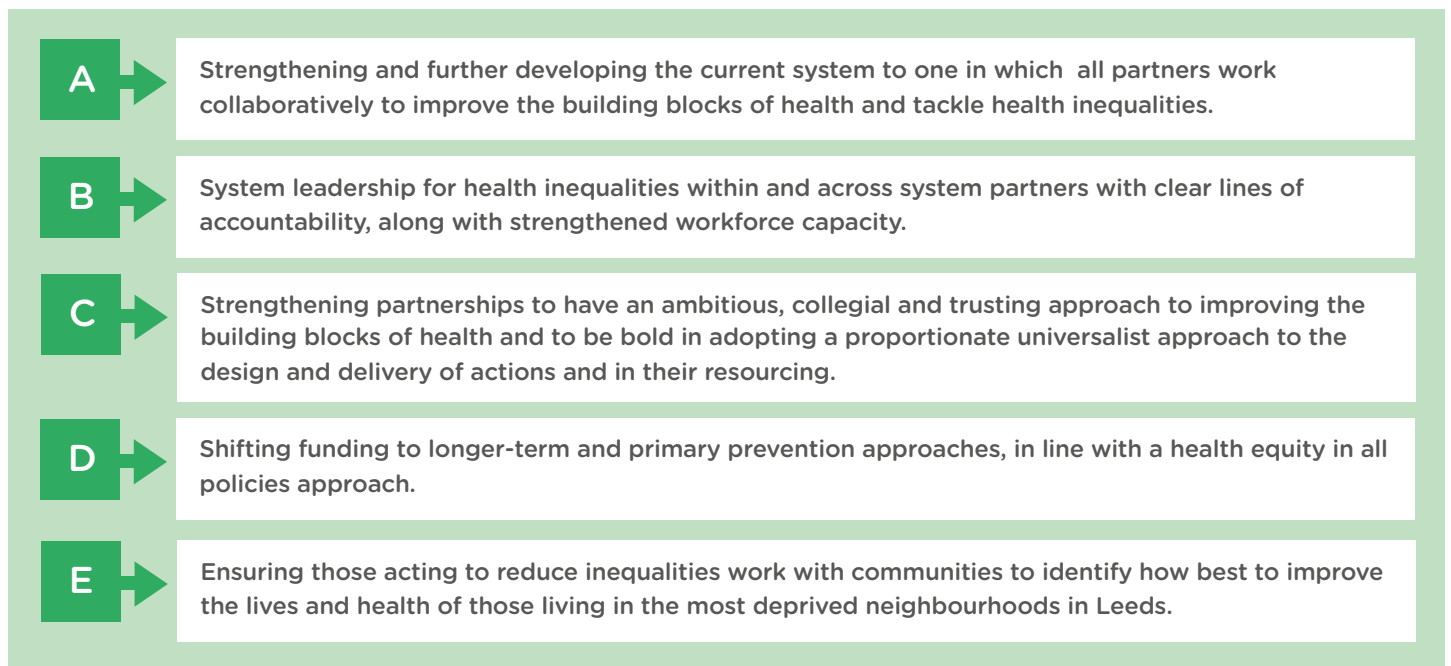 A
Strengthening and further developing the current system to one in which  all partners work
collaboratively to improve the building blocks of health and tackle health inequalities.
B
System leadership for health inequalities within and across system partners with clear lines of
accountability, along with strengthened workforce capacity.
C
Strengthening partnerships to have an ambitious, collegial and trusting approach to improving the
building blocks of health and to be bold in adopting a proportionate universalist approach to the
design and delivery of actions and in their resourcing.
D
Shifting funding to longer-term and primary prevention approaches, in line with a health equity in all
policies approach.
E
Ensuring those acting to reduce inequalities work with communities to identify how best to improve
the lives and health of those living in the most deprived neighbourhoods in Leeds.